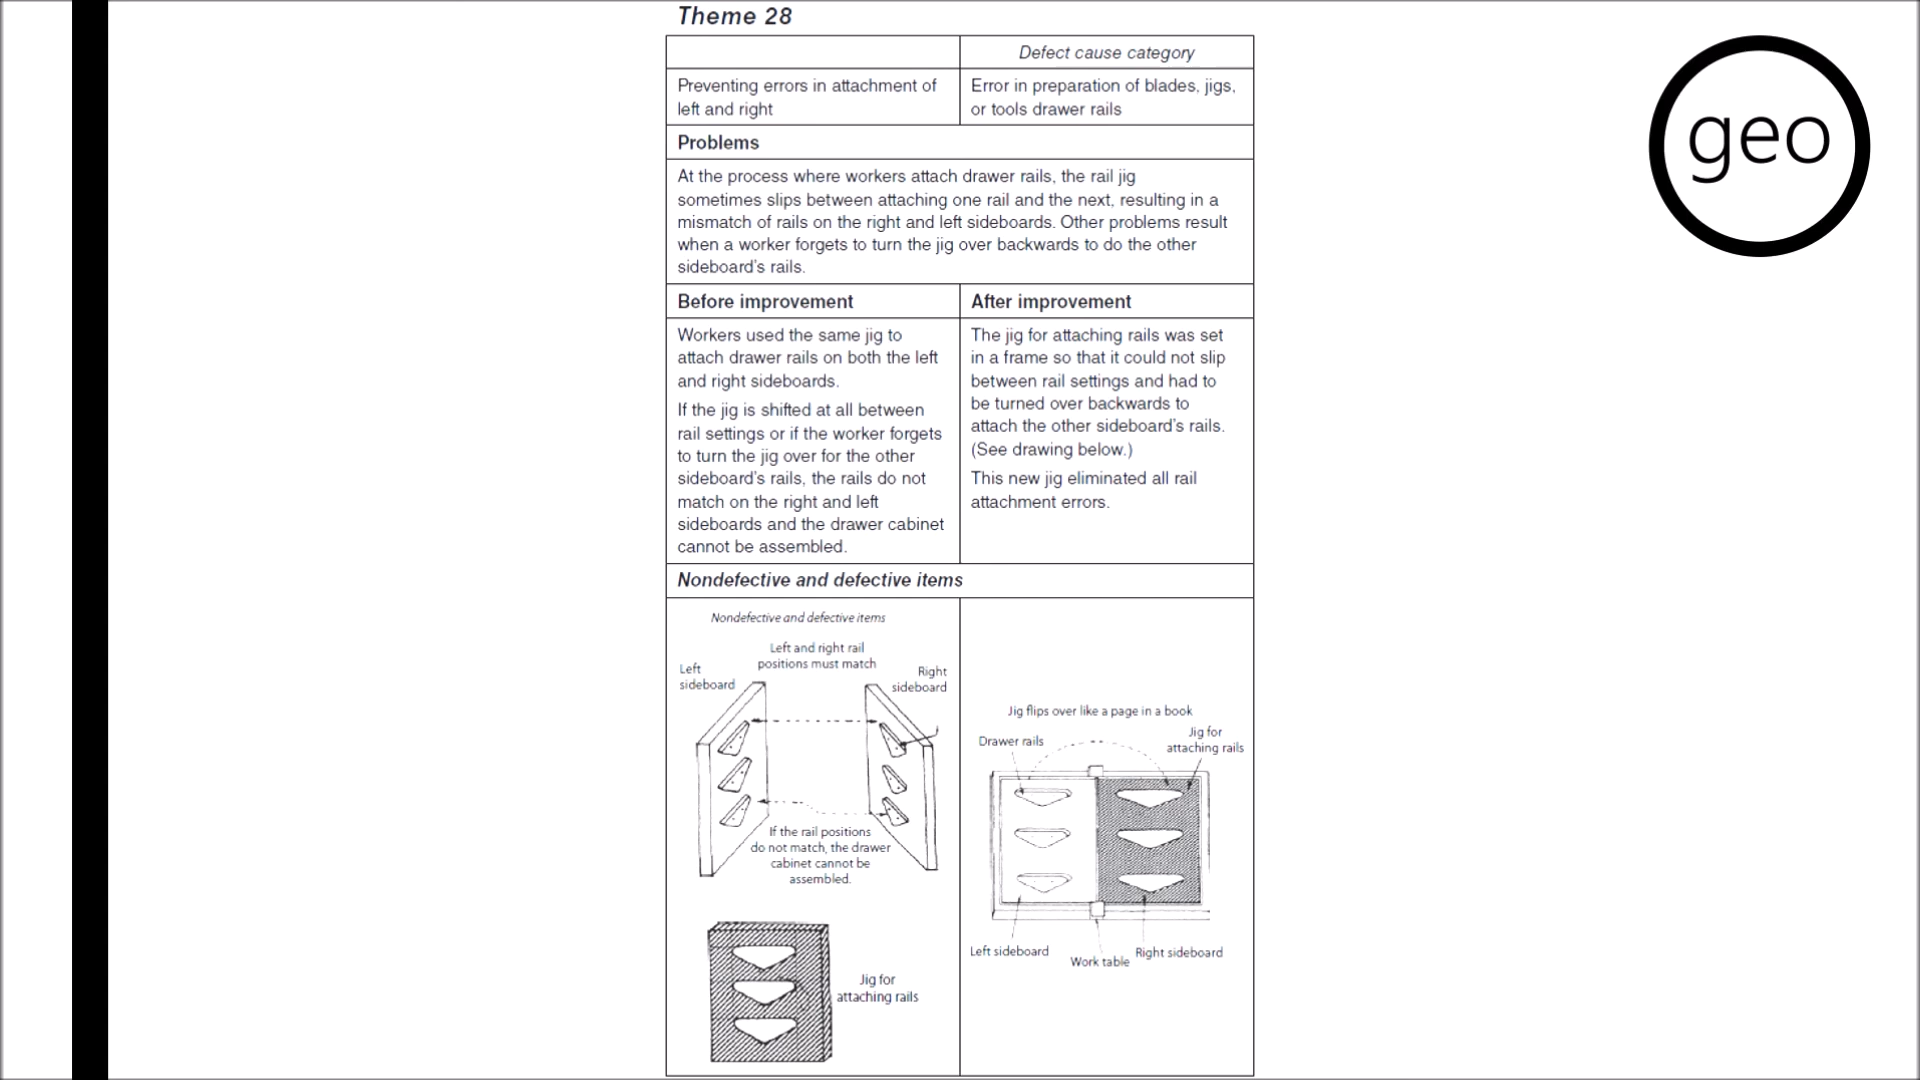 Theme 28
Defect cause category
Preventing errors in attachment of
left and right
Error in preparation of blades, jigs,
or tools drawer rails
Problems
At the process where workers attach drawer rails, the rail jig
sometimes slips between attaching one rail and the next, resulting in a
mismatch of rails on the right and left sideboards. Other problems result
when a worker forgets to turn the jig over backwards to do the other
sideboard's rails.
Before improvement
Workers used the same jig to
attach drawer rails on both the left
and right sideboards.
If the jig is shifted at all between
rail settings or if the worker forgets
to turn the jig over for the other
sideboard's rails, the rails do not
match on the right and left
sideboards and the drawer cabinet
cannot be assembled.
After improvement
The jig for attaching rails was set
in a frame so that it could not slip
between rail settings and had to
be turned over backwards to
attach the other sideboard's rails.
(See drawing below.)
This new jig eliminated all rail
attachment errors.
Nondefective and defective items
Nondefective and defective items
Left and right rail
positions must match
Left
sideboard
Right
sideboard
If the rail positions
do not match, the drawer
cabinet cannot be
assembled.
Jig for
attaching rails
Jig flips over like a page in a book
Drawer rails
Jig for
attaching rails
Left sideboard
Work table
Right sideboard
geo